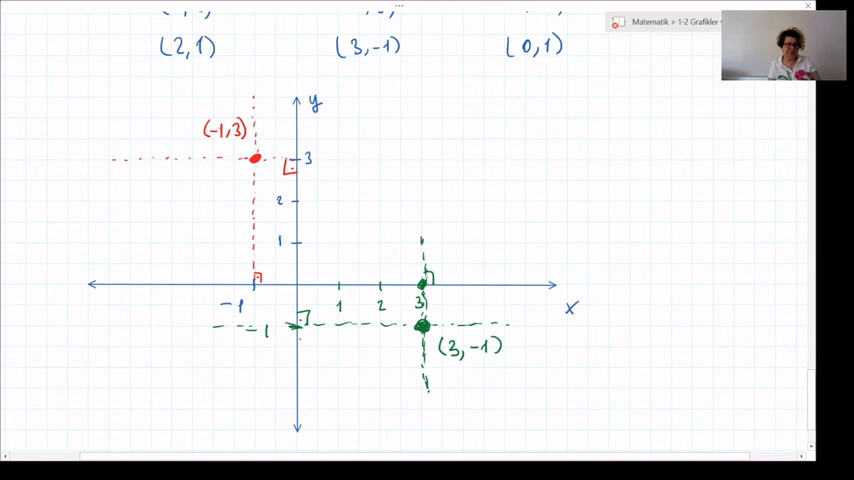 Matematik > 1-2 Grafikler
(2,1) (3,-1) (0,1)
y
(-1,3)
3
2
1
-1 1 2 3
x
-1
(3,-1)